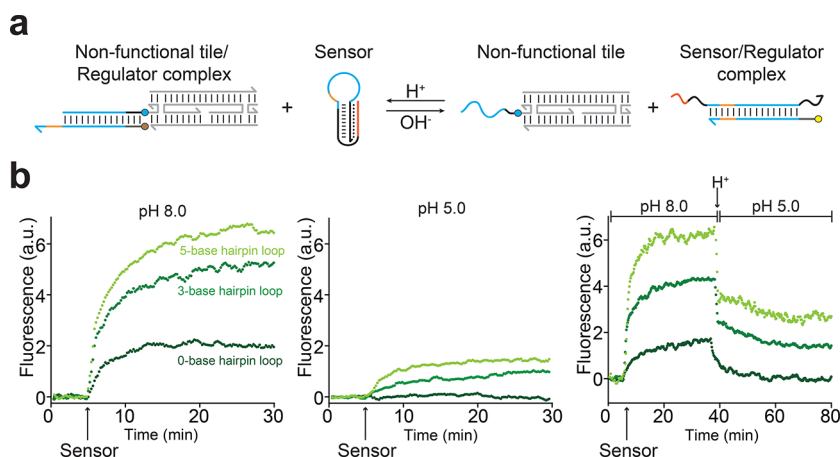 a
Non-functional tile/
Regulator complex
Sensor
Non-functional tile
Sensor/Regulator
complex
+
H+
OH-
+
b
pH 8.0
Fluorescence (a.u.)
6
4
2
0
5-base hairpin loop
3-base hairpin loop
0-base hairpin loop
0 10 20 30
Time (min)
Sensor
pH 5.0
Fluorescence (a.u.)
6
4
2
0
0 10 20 30
Time (min)
Sensor
H+
pH 8.0 pH 5.0
Fluorescence (a.u.)
6
4
2
0
0 20 40 60 80
Time (min)
Sensor